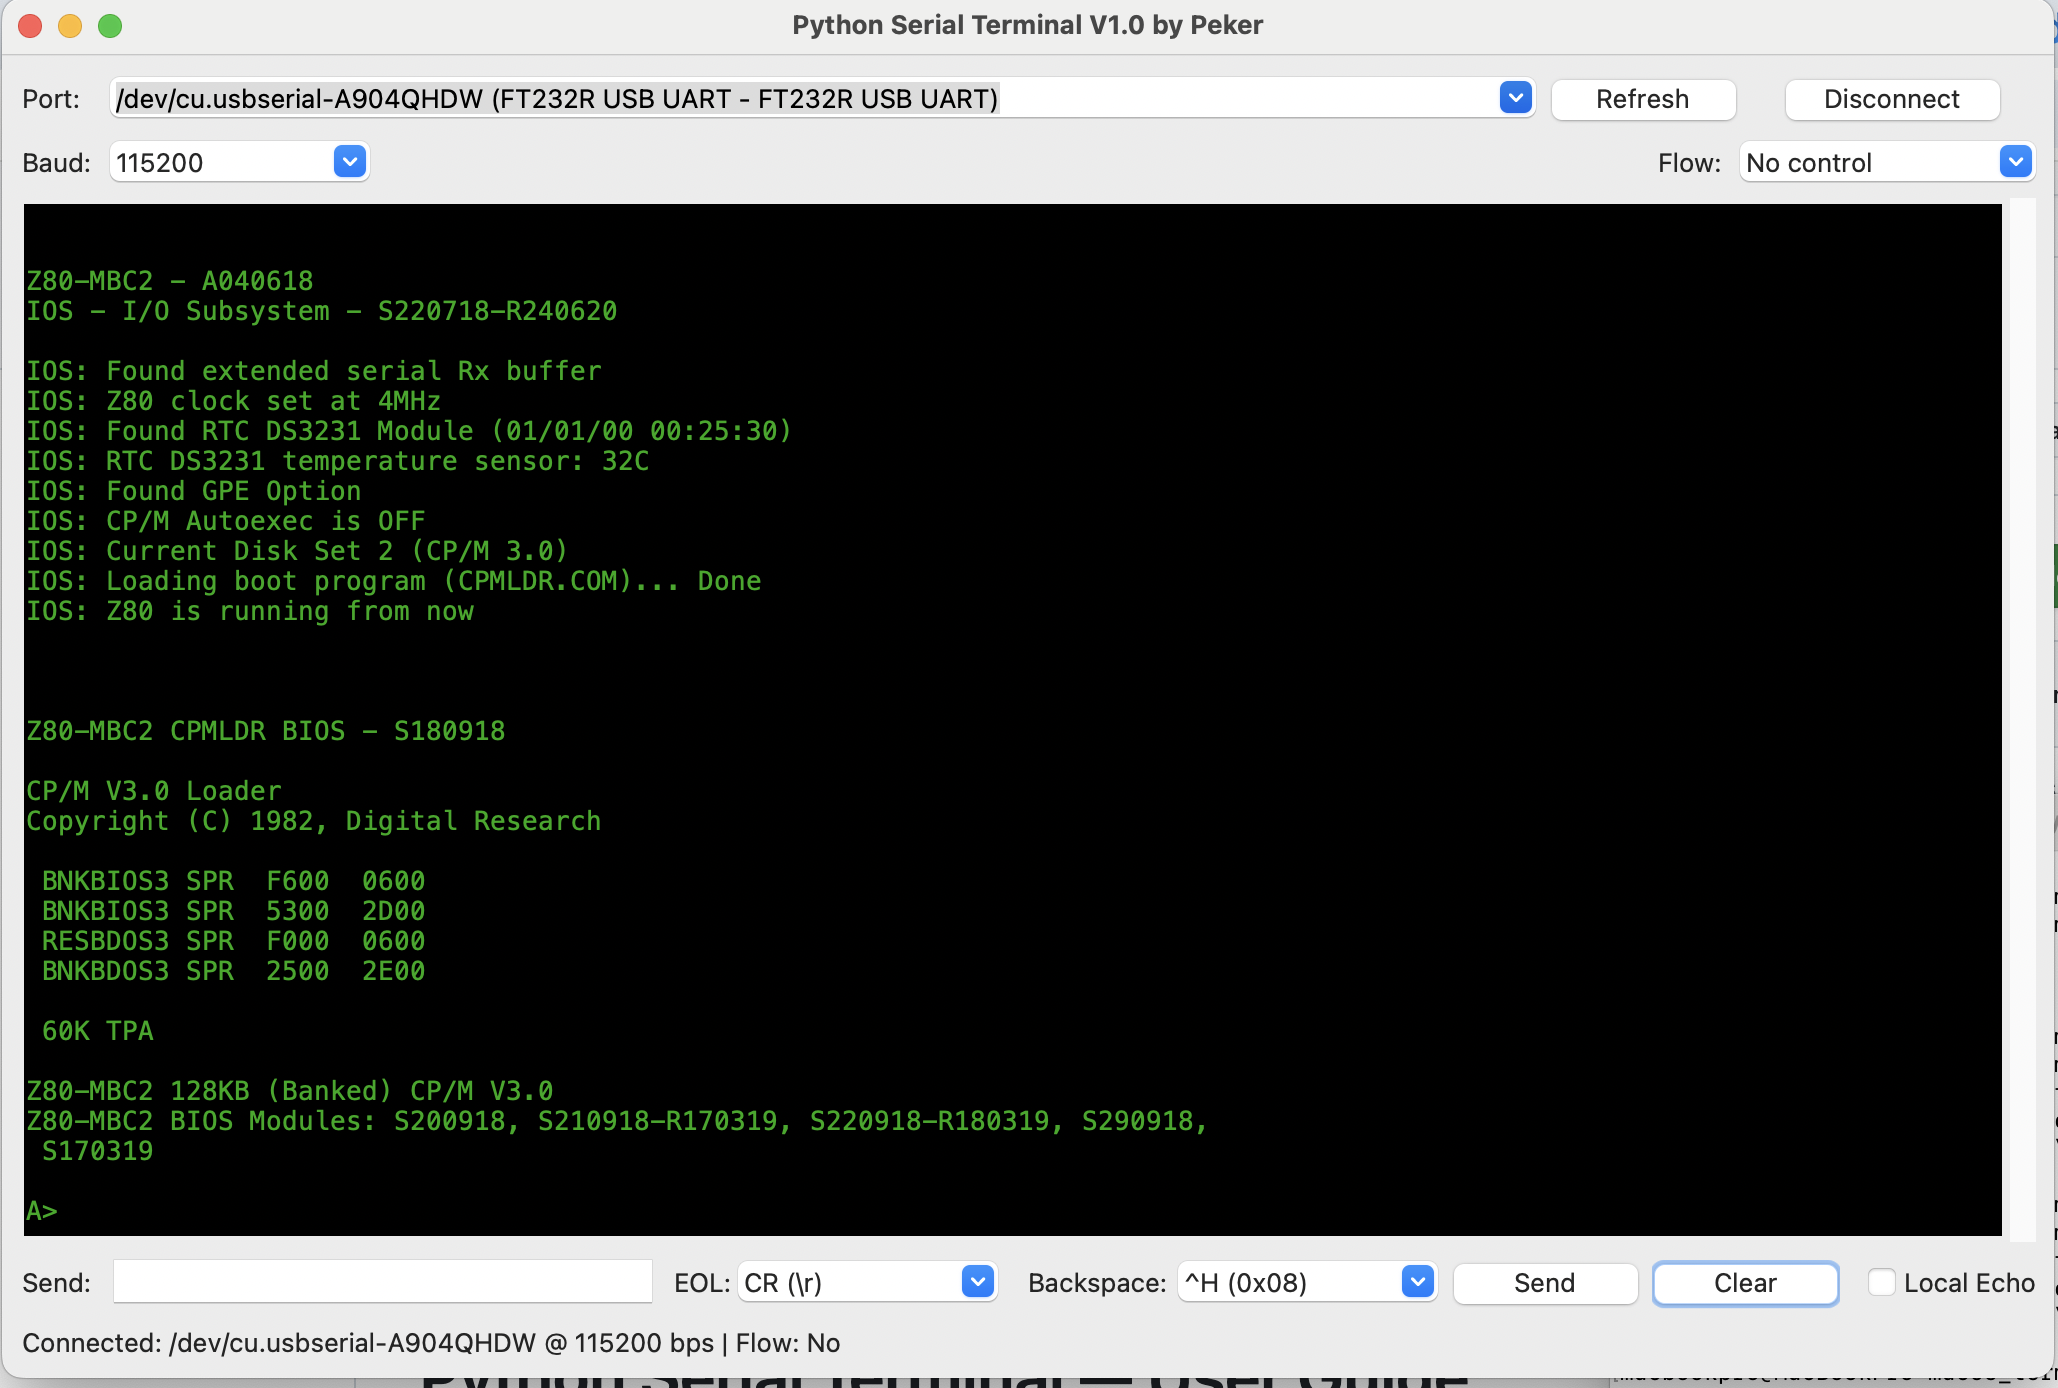 Python Serial Terminal V1.0 by Peker
Port: /dev/cu.usbserial-A904QHDW (FT232R USB UART - FT232R USB UART) Refresh Disconnect
Baud: 115200 Flow: No control
Z80-MBC2 - A040618
IOS - I/O Subsystem - S220718-R240620
IOS: Found extended serial Rx buffer
IOS: Z80 clock set at 4MHz
IOS: Found RTC DS3231 Module (01/01/00 00:25:30)
IOS: RTC DS3231 temperature sensor: 32C
IOS: Found GPE Option
IOS: CP/M Autoexec is OFF
IOS: Current Disk Set 2 (CP/M 3.0)
IOS: Loading boot program (CPMLDR.COM)... Done
IOS: Z80 is running from now
Z80-MBC2 CPMLDR BIOS - S180918
CP/M V3.0 Loader
Copyright (C) 1982, Digital Research
BNKBIOS3 SPR F600 0600
BNKBIOS3 SPR 5300 2D00
RESBDOS3 SPR F000 0600
BNKBDOS3 SPR 2500 2E00
60K TPA
Z80-MBC2 128KB (Banked) CP/M V3.0
Z80-MBC2 BIOS Modules: S200918, S210918-R170319, S220918-R180319, S290918,
S170319
A>
Send: EOL: CR (\r) Backspace: ^H (0x08) Send Clear Local Echo
Connected: /dev/cu.usbserial-A904QHDW @ 115200 bps | Flow: No
Python Serial Terminal — User Guide